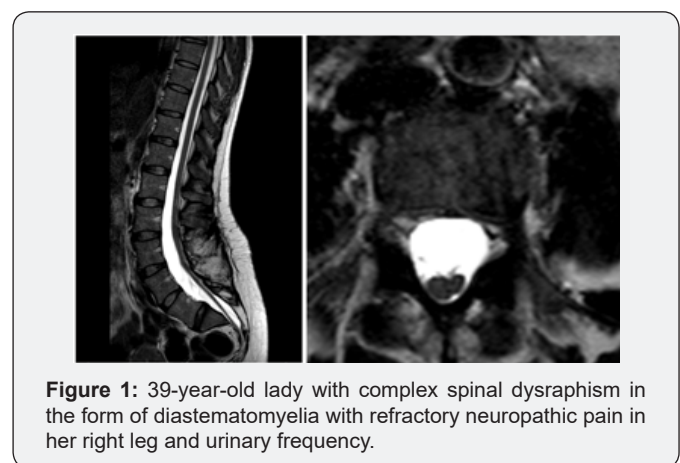 Figure 1: 39-year-old lady with complex spinal dysraphism in
the form of diastematomyelia with refractory neuropathic pain in
her right leg and urinary frequency.